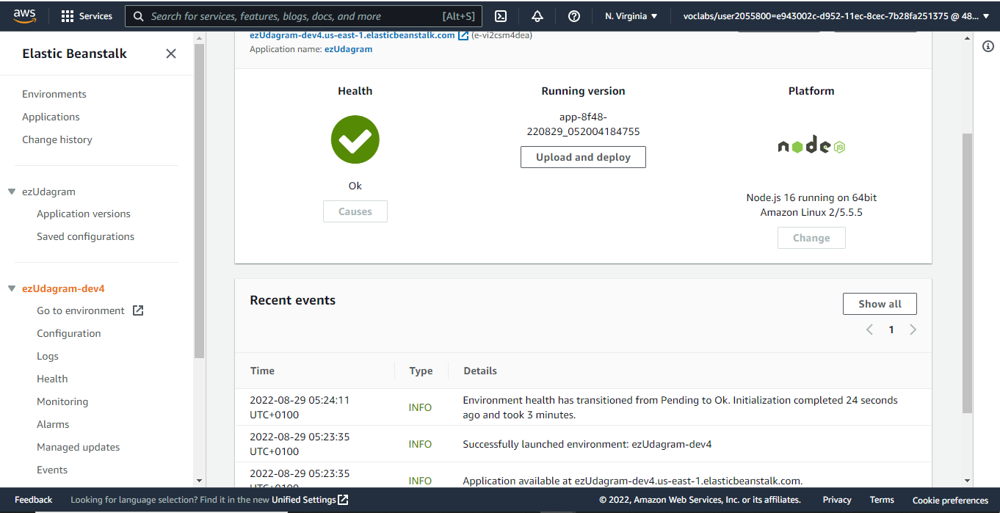 aws
Services
Search for services, features, blogs, docs, and more
[Alt+S]
N. Virginia
voclabs/user2055800=e943002c-d952-11ec-8cec-7b28fa251375 @ 48...
Elastic Beanstalk
Environments
Applications
Change history
ezUdagram
Application versions
Saved configurations
ezUdagram-dev4
Go to environment
Configuration
Logs
Health
Monitoring
Alarms
Managed updates
Events
ezUdagram-dev4.us-east-1.elasticbeanstalk.com (e-vi2csm4dea)
Application name: ezUdagram
Health
Ok
Causes
Running version
app-8f48-
220829_052004184755
Upload and deploy
Platform
node JS
Node.js 16 running on 64bit
Amazon Linux 2/5.5.5
Change
Recent events
Show all
1
Time Type Details
2022-08-29 05:24:11
UTC+0100
INFO
Environment health has transitioned from Pending to Ok. Initialization completed 24 seconds
ago and took 3 minutes.
2022-08-29 05:23:35
UTC+0100
INFO
Successfully launched environment: ezUdagram-dev4
2022-08-29 05:23:35
UTC+0100
INFO
Application available at ezUdagram-dev4.us-east-1.elasticbeanstalk.com.
Feedback
Looking for language selection? Find it in the new Unified Settings
© 2022, Amazon Web Services, Inc. or its affiliates.
Privacy
Terms
Cookie preferences